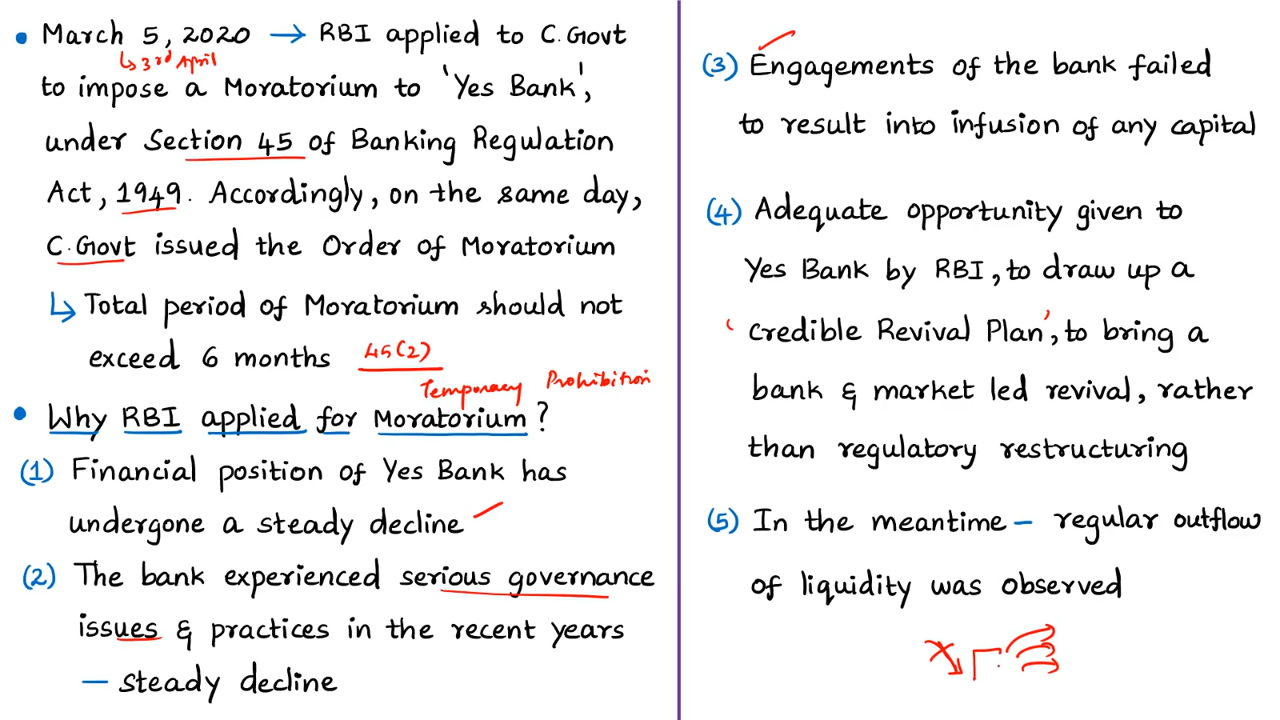 • March 5, 2020 → RBI applied to C.Govt
↳ 3rd April
to impose a Moratorium to 'Yes Bank',
under Section 45 of Banking Regulation
Act, 1949. Accordingly, on the same day,
C.Govt issued the Order of Moratorium
↳ Total period of Moratorium should not
exceed 6 months 45(2)
Temporary Prohibition
• Why RBI applied for Moratorium?
(1) Financial position of Yes Bank has
undergone a steady decline
(2) The bank experienced serious governance
issues & practices in the recent years
— steady decline
(3) Engagements of the bank failed
to result into infusion of any capital
(4) Adequate opportunity given to
Yes Bank by RBI, to draw up a
'credible Revival Plan', to bring a
bank & market led revival, rather
than regulatory restructuring
(5) In the meantime — regular outflow
of liquidity was observed